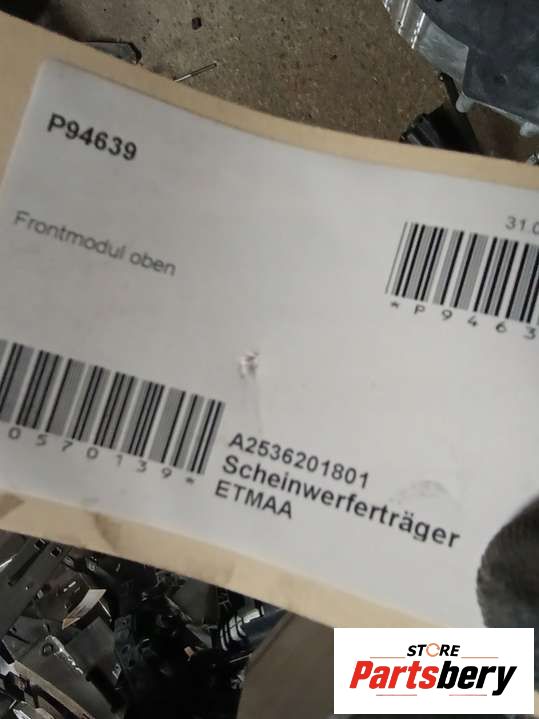 P94639
31.0
Frontmodul oben
*P9463
0570139*
A2536201801
Scheinwerferträger
ETMAA
STORE
Partsbery